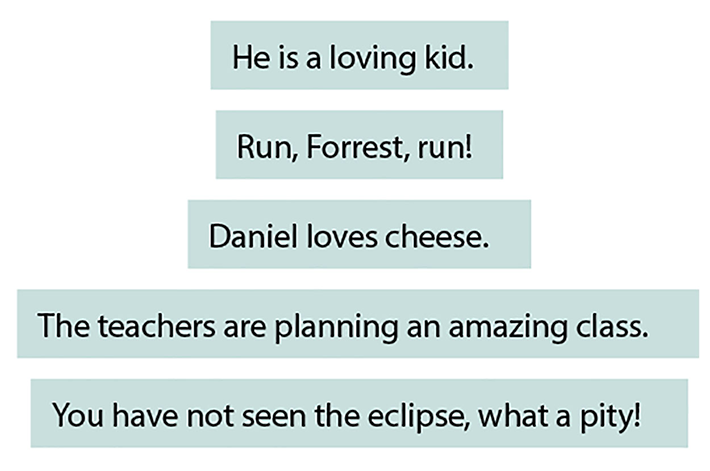 He is a loving kid.
Run, Forrest, run!
Daniel loves cheese.
The teachers are planning an amazing class.
You have not seen the eclipse, what a pity!